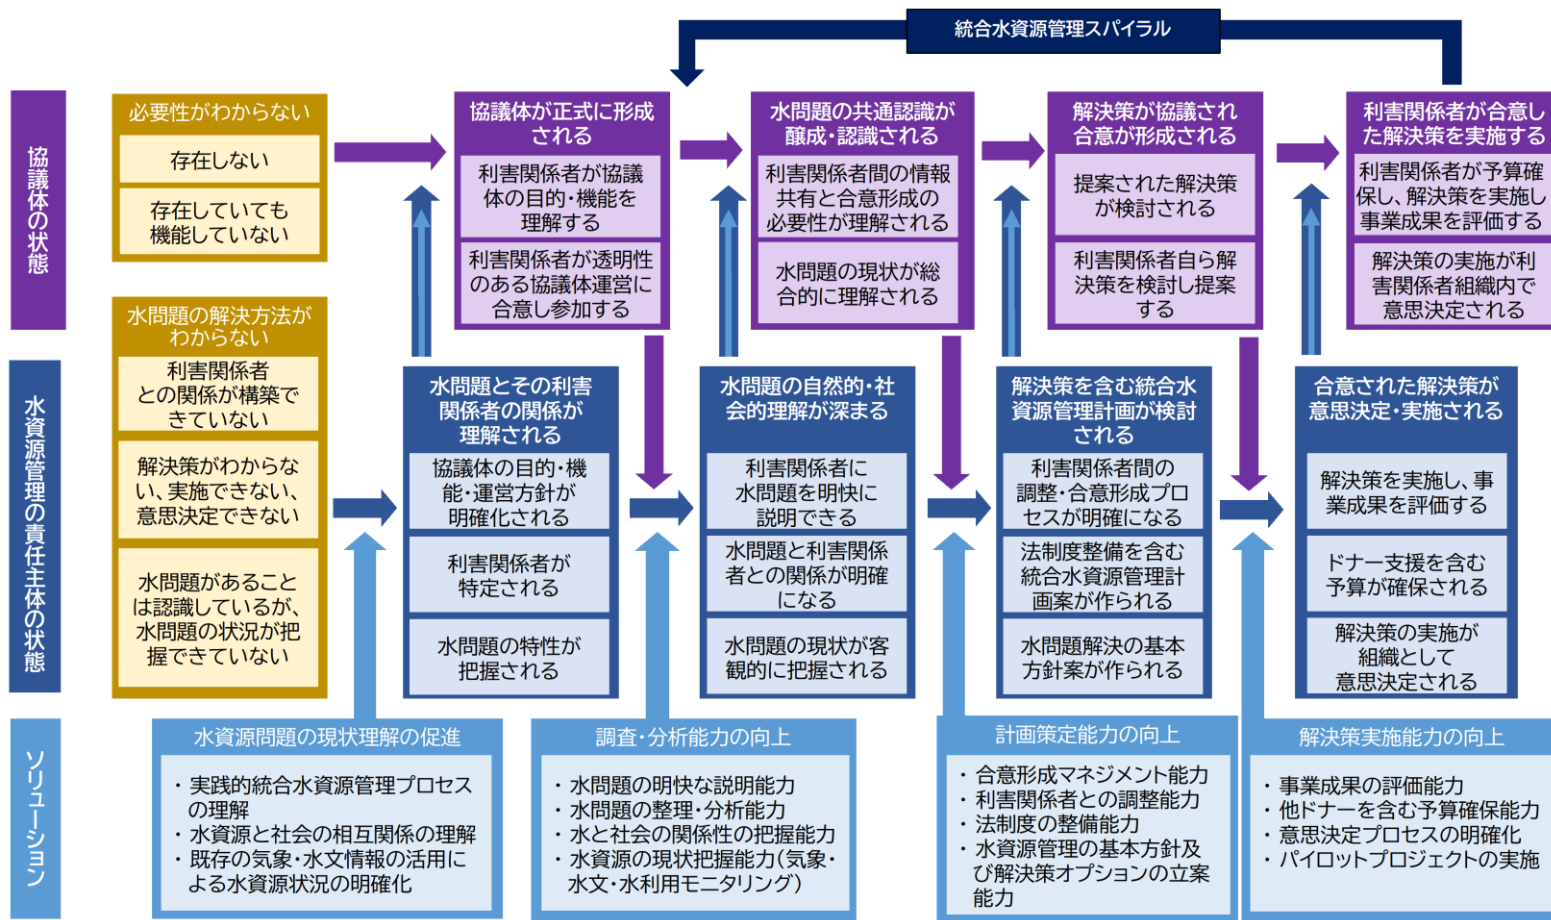 統合水資源管理スパイラル
協議体の状態
必要性がわからない
存在しない
存在していても
機能していない
協議体が正式に形成
される
利害関係者が協議
体の目的・機能を
理解する
利害関係者が透明性
のある協議体運営に
合意し参加する
水問題の共通認識が
醸成・認識される
利害関係者間の情報
共有と合意形成の
必要性が理解される
水問題の現状が総
合的に理解される
解決策が協議され
合意が形成される
提案された解決策
が検討される
利害関係者自ら解
決策を検討し提案
する
利害関係者が合意し
た解決策を実施する
利害関係者が予算確
保し、解決策を実施し
事業成果を評価する
解決策の実施が利
害関係者組織内で
意思決定される
水資源管理の責任主体の状態
水問題の解決方法が
わからない
利害関係者
との関係が構築で
きていない
解決策がわからな
い、実施できない、
意思決定できない
水問題があること
は認識しているが、
水問題の状況が把
握できていない
水問題とその利害
関係者の関係が
理解される
協議体の目的・機
能・運営方針が
明確化される
利害関係者が
特定される
水問題の特性が
把握される
水問題の自然的・社
会的理解が深まる
利害関係者に
水問題を明快に
説明できる
水問題と利害関係
者との関係が明確
になる
水問題の現状が客
観的に把握される
解決策を含む統合水
資源管理計画が検討
される
利害関係者間の
調整・合意形成プロ
セスが明確になる
法制度整備を含む
統合水資源管理計
画案が作られる
水問題解決の基本
方針案が作られる
合意された解決策が
意思決定・実施される
解決策を実施し、事
業成果を評価する
ドナー支援を含む
予算が確保される
解決策の実施が
組織として
意思決定される
ソリューション
水資源問題の現状理解の促進
・ 実践的統合水資源管理プロセス
の理解
・ 水資源と社会の相互関係の理解
・ 既存の気象・水文情報の活用に
よる水資源状況の明確化
調査・分析能力の向上
・ 水問題の明快な説明能力
・ 水問題の整理・分析能力
・ 水と社会の関係性の把握能力
・ 水資源の現状把握能力(気象・
水文・水利用モニタリング)
計画策定能力の向上
・ 合意形成マネジメント能力
・ 利害関係者との調整能力
・ 法制度の整備能力
・ 水資源管理の基本方針及
び解決策オプションの立案
能力
解決策実施能力の向上
・ 事業成果の評価能力
・ 他ドナーを含む予算確保能力
・ 意思決定プロセスの明確化
・ パイロットプロジェクトの実施